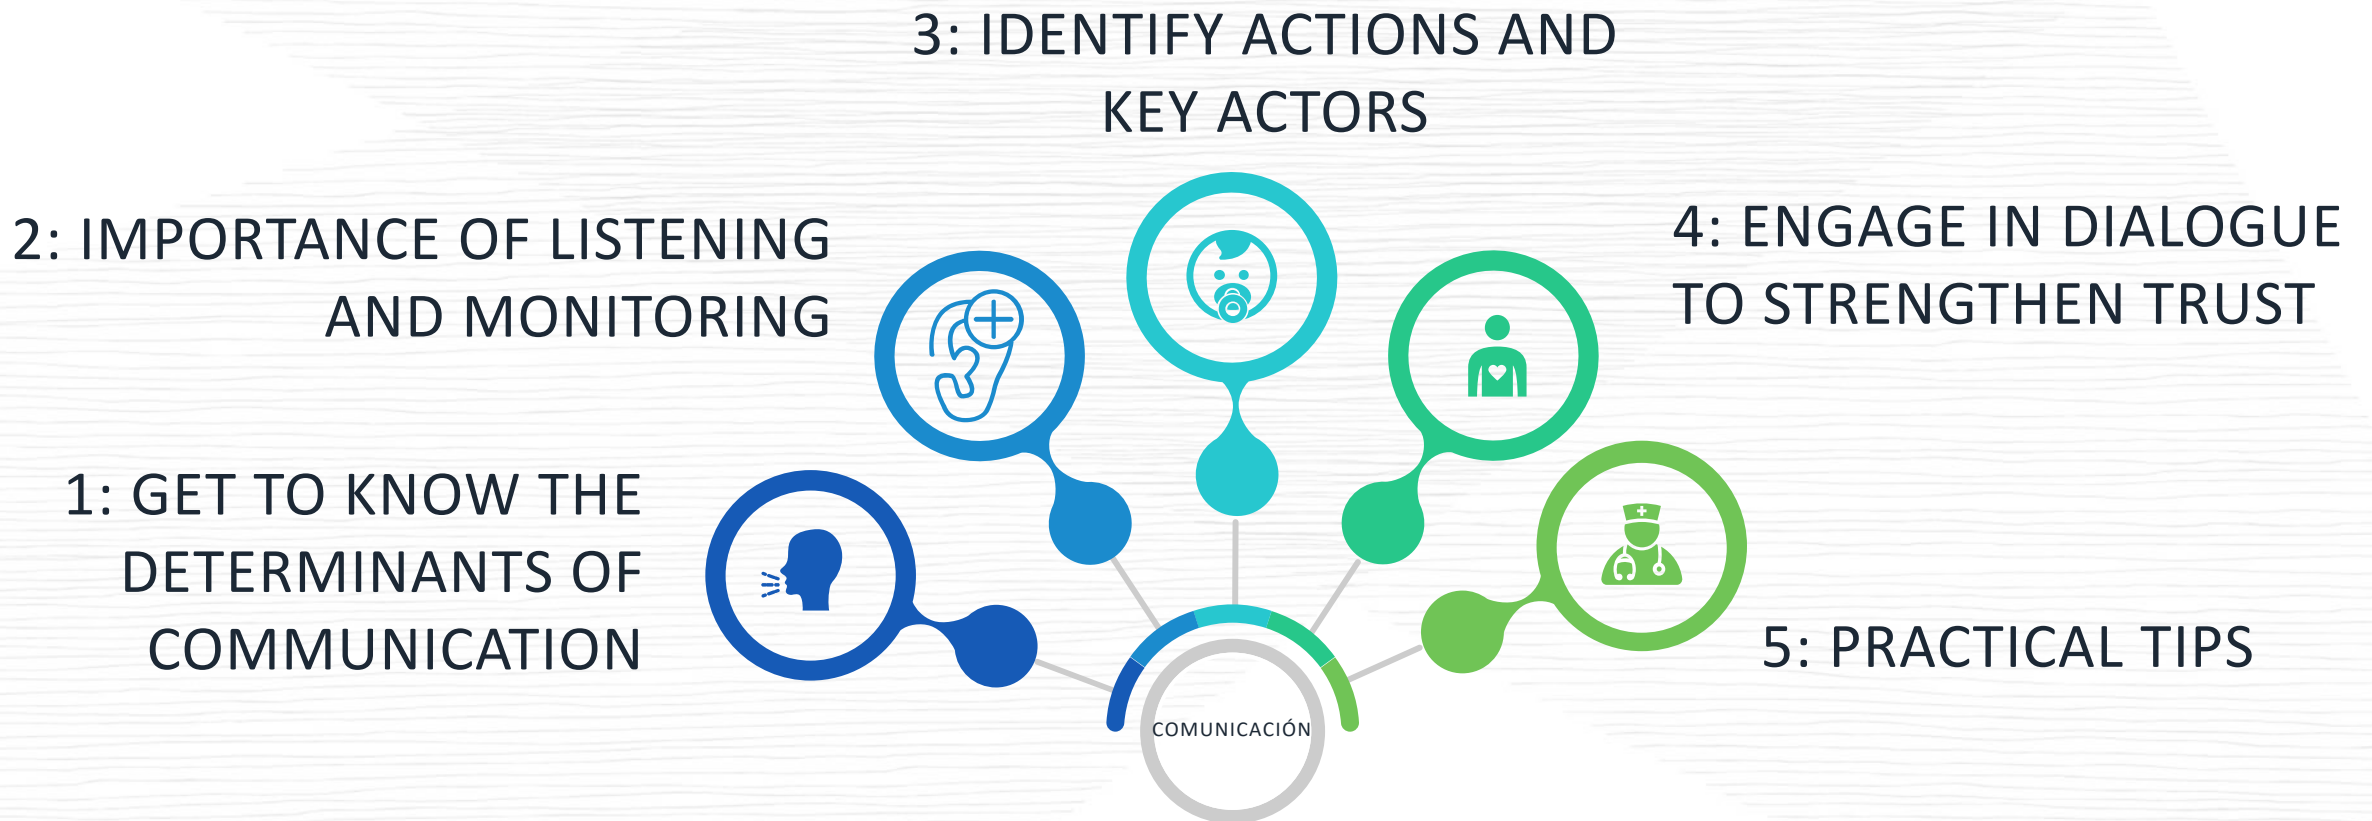 3: IDENTIFY ACTIONS AND
KEY ACTORS
2: IMPORTANCE OF LISTENING
AND MONITORING
4: ENGAGE IN DIALOGUE
TO STRENGTHEN TRUST
1: GET TO KNOW THE
DETERMINANTS OF
COMMUNICATION
5: PRACTICAL TIPS
COMUNICACIÓN